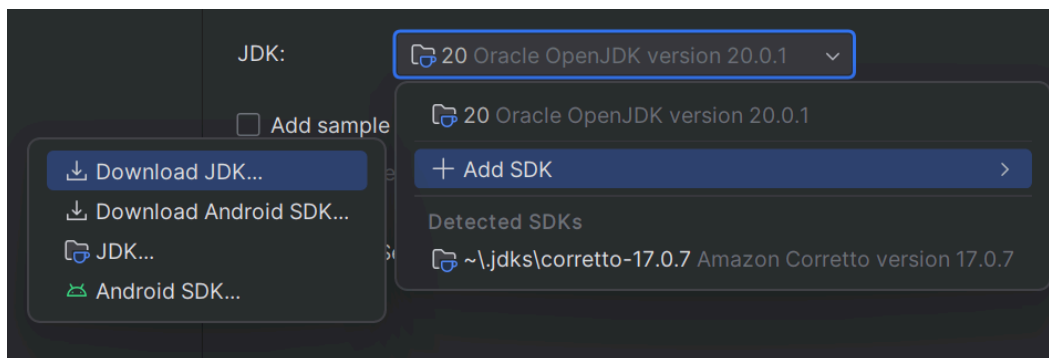 JDK:
20 Oracle OpenJDK version 20.0.1
20 Oracle OpenJDK version 20.0.1
Add sample
Add SDK
Download JDK...
Download Android SDK...
JDK...
Android SDK...
Detected SDKs
~\.jdks\corretto-17.0.7 Amazon Corretto version 17.0.7